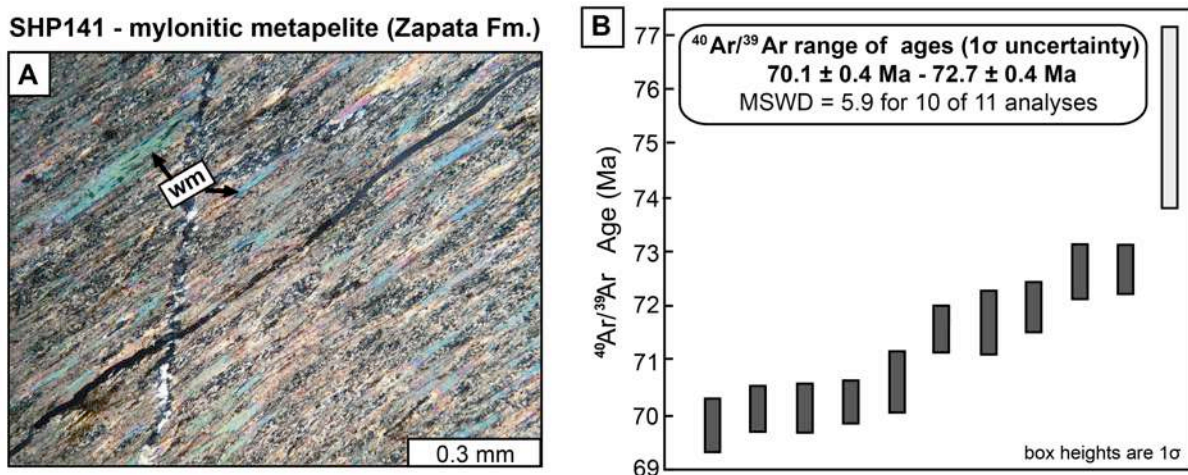 SHP141 - mylonitic metapelite (Zapata Fm.)
A
wm
0.3 mm
B
⁴⁰Ar/³⁹Ar range of ages (1σ uncertainty)
70.1 ± 0.4 Ma - 72.7 ± 0.4 Ma
MSWD = 5.9 for 10 of 11 analyses
⁴⁰Ar/³⁹Ar Age (Ma)
77
76
75
74
73
72
71
70
69
box heights are 1σ